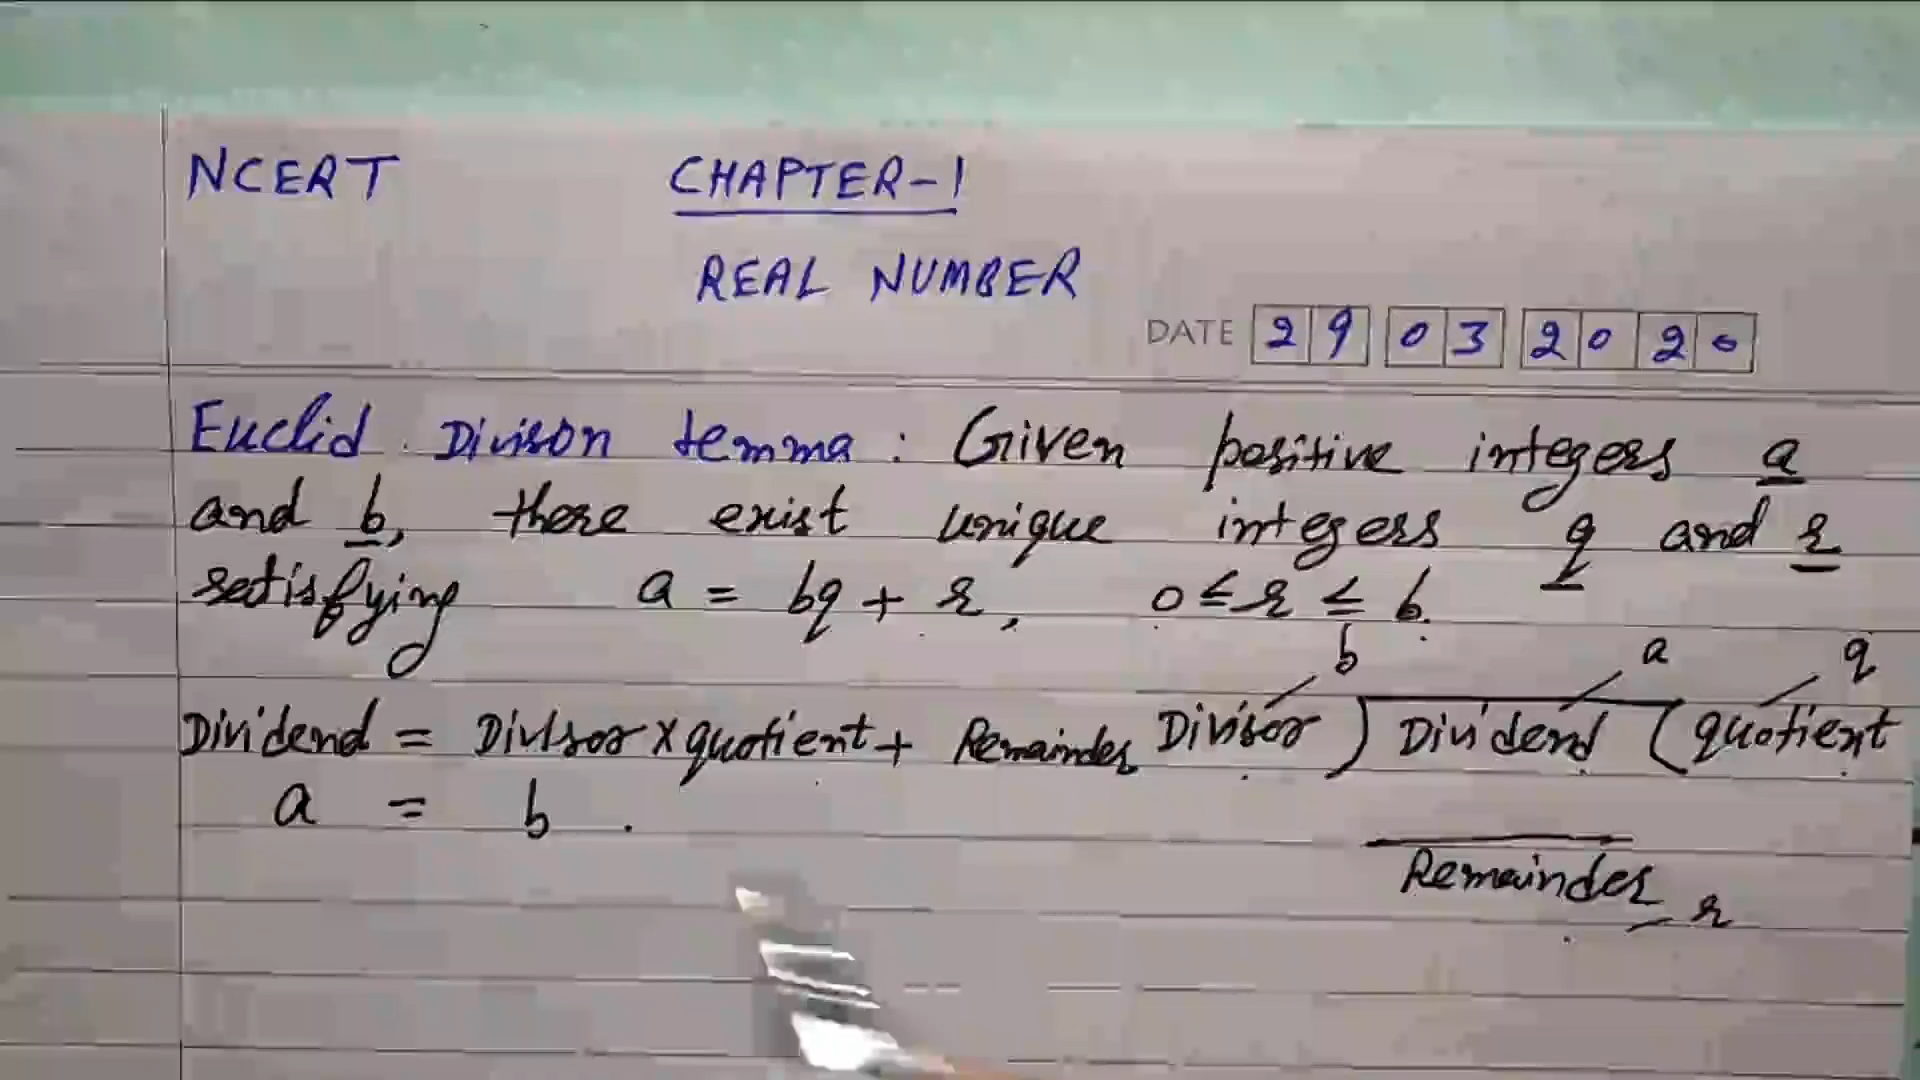 NCERT CHAPTER-1
REAL NUMBER
DATE 29 03 2020
Euclid Divison Lemma : Given positive integers a
and b, there exist unique integers q and r
satisfying a = bq + r, 0 ≤ r ≤ b.
b a q
Dividend = Divisor x quotient + Remainder Divisor ) Dividend ( quotient
a = b .
Remainder
r